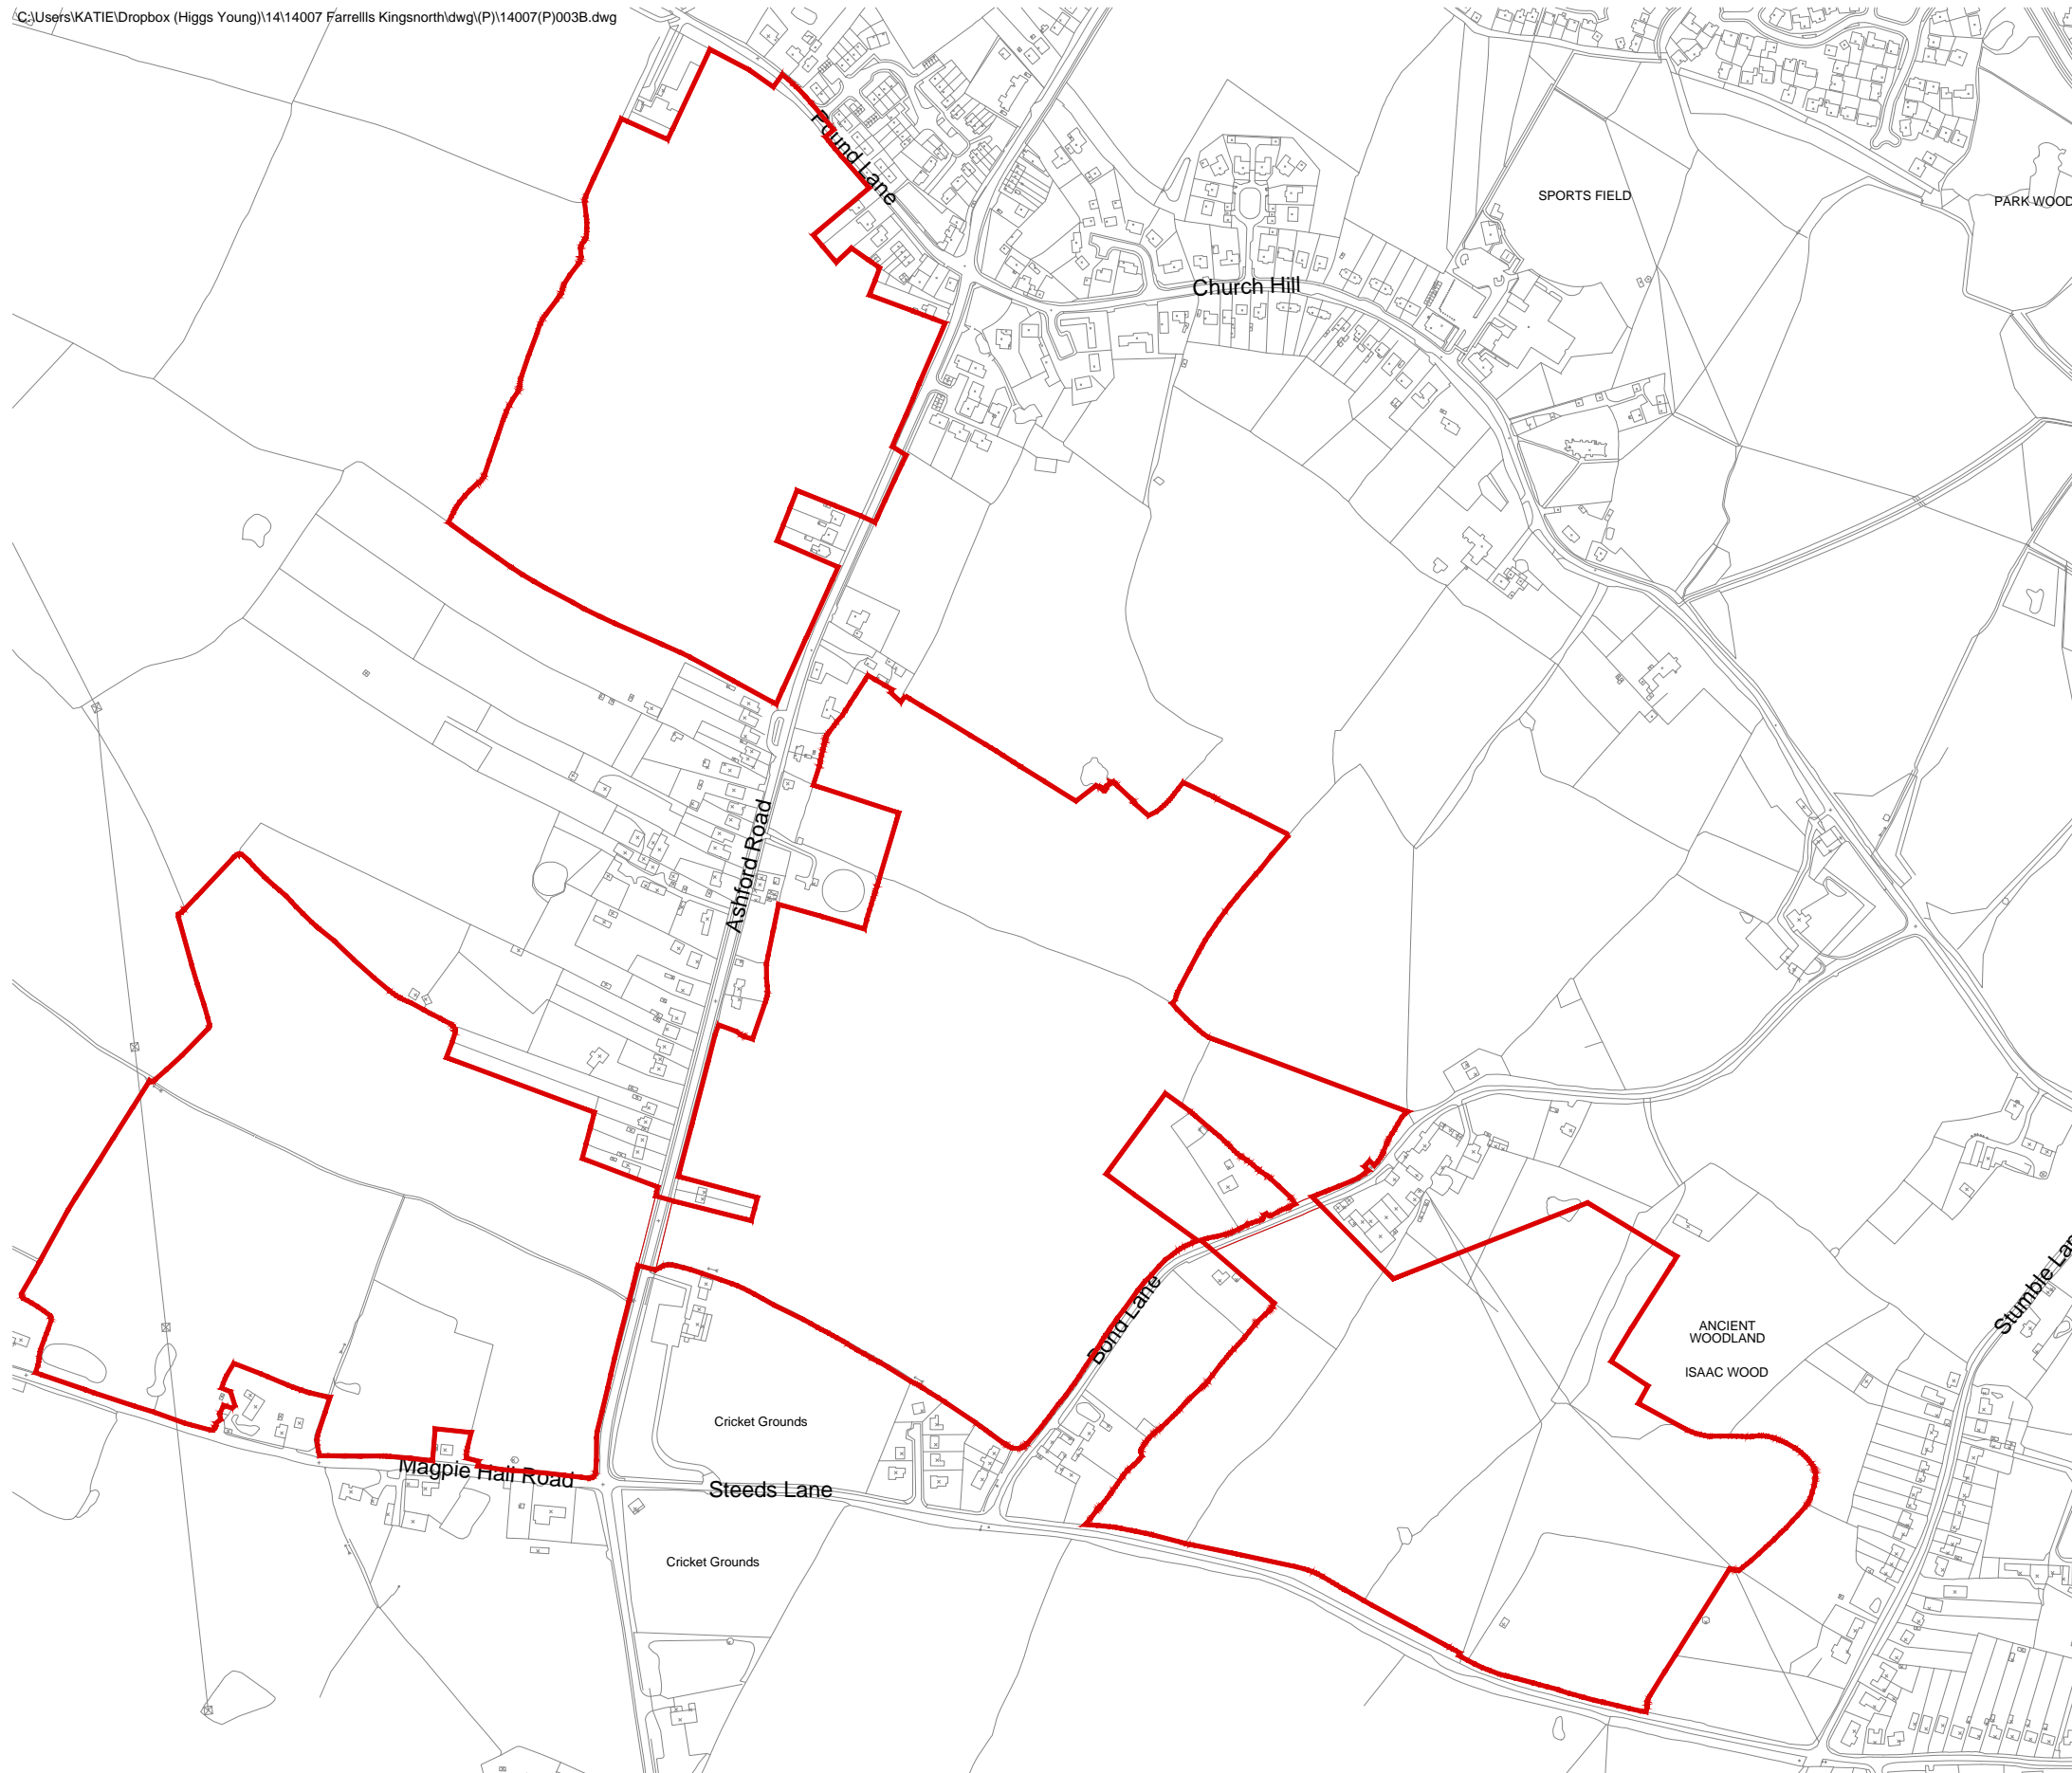 C:\Users\KATIE\Dropbox (Higgs Young)\14\14007 Farrellls Kingsnorth\dwg\(P)\14007(P)003B.dwg
Pound Lane
SPORTS FIELD
PARK WOOD
Church Hill
Ashford Road
Bond Lane
Stumble Lan
ANCIENT
WOODLAND
ISAAC WOOD
Cricket Grounds
Magpie Hall Road
Steeds Lane
Cricket Grounds